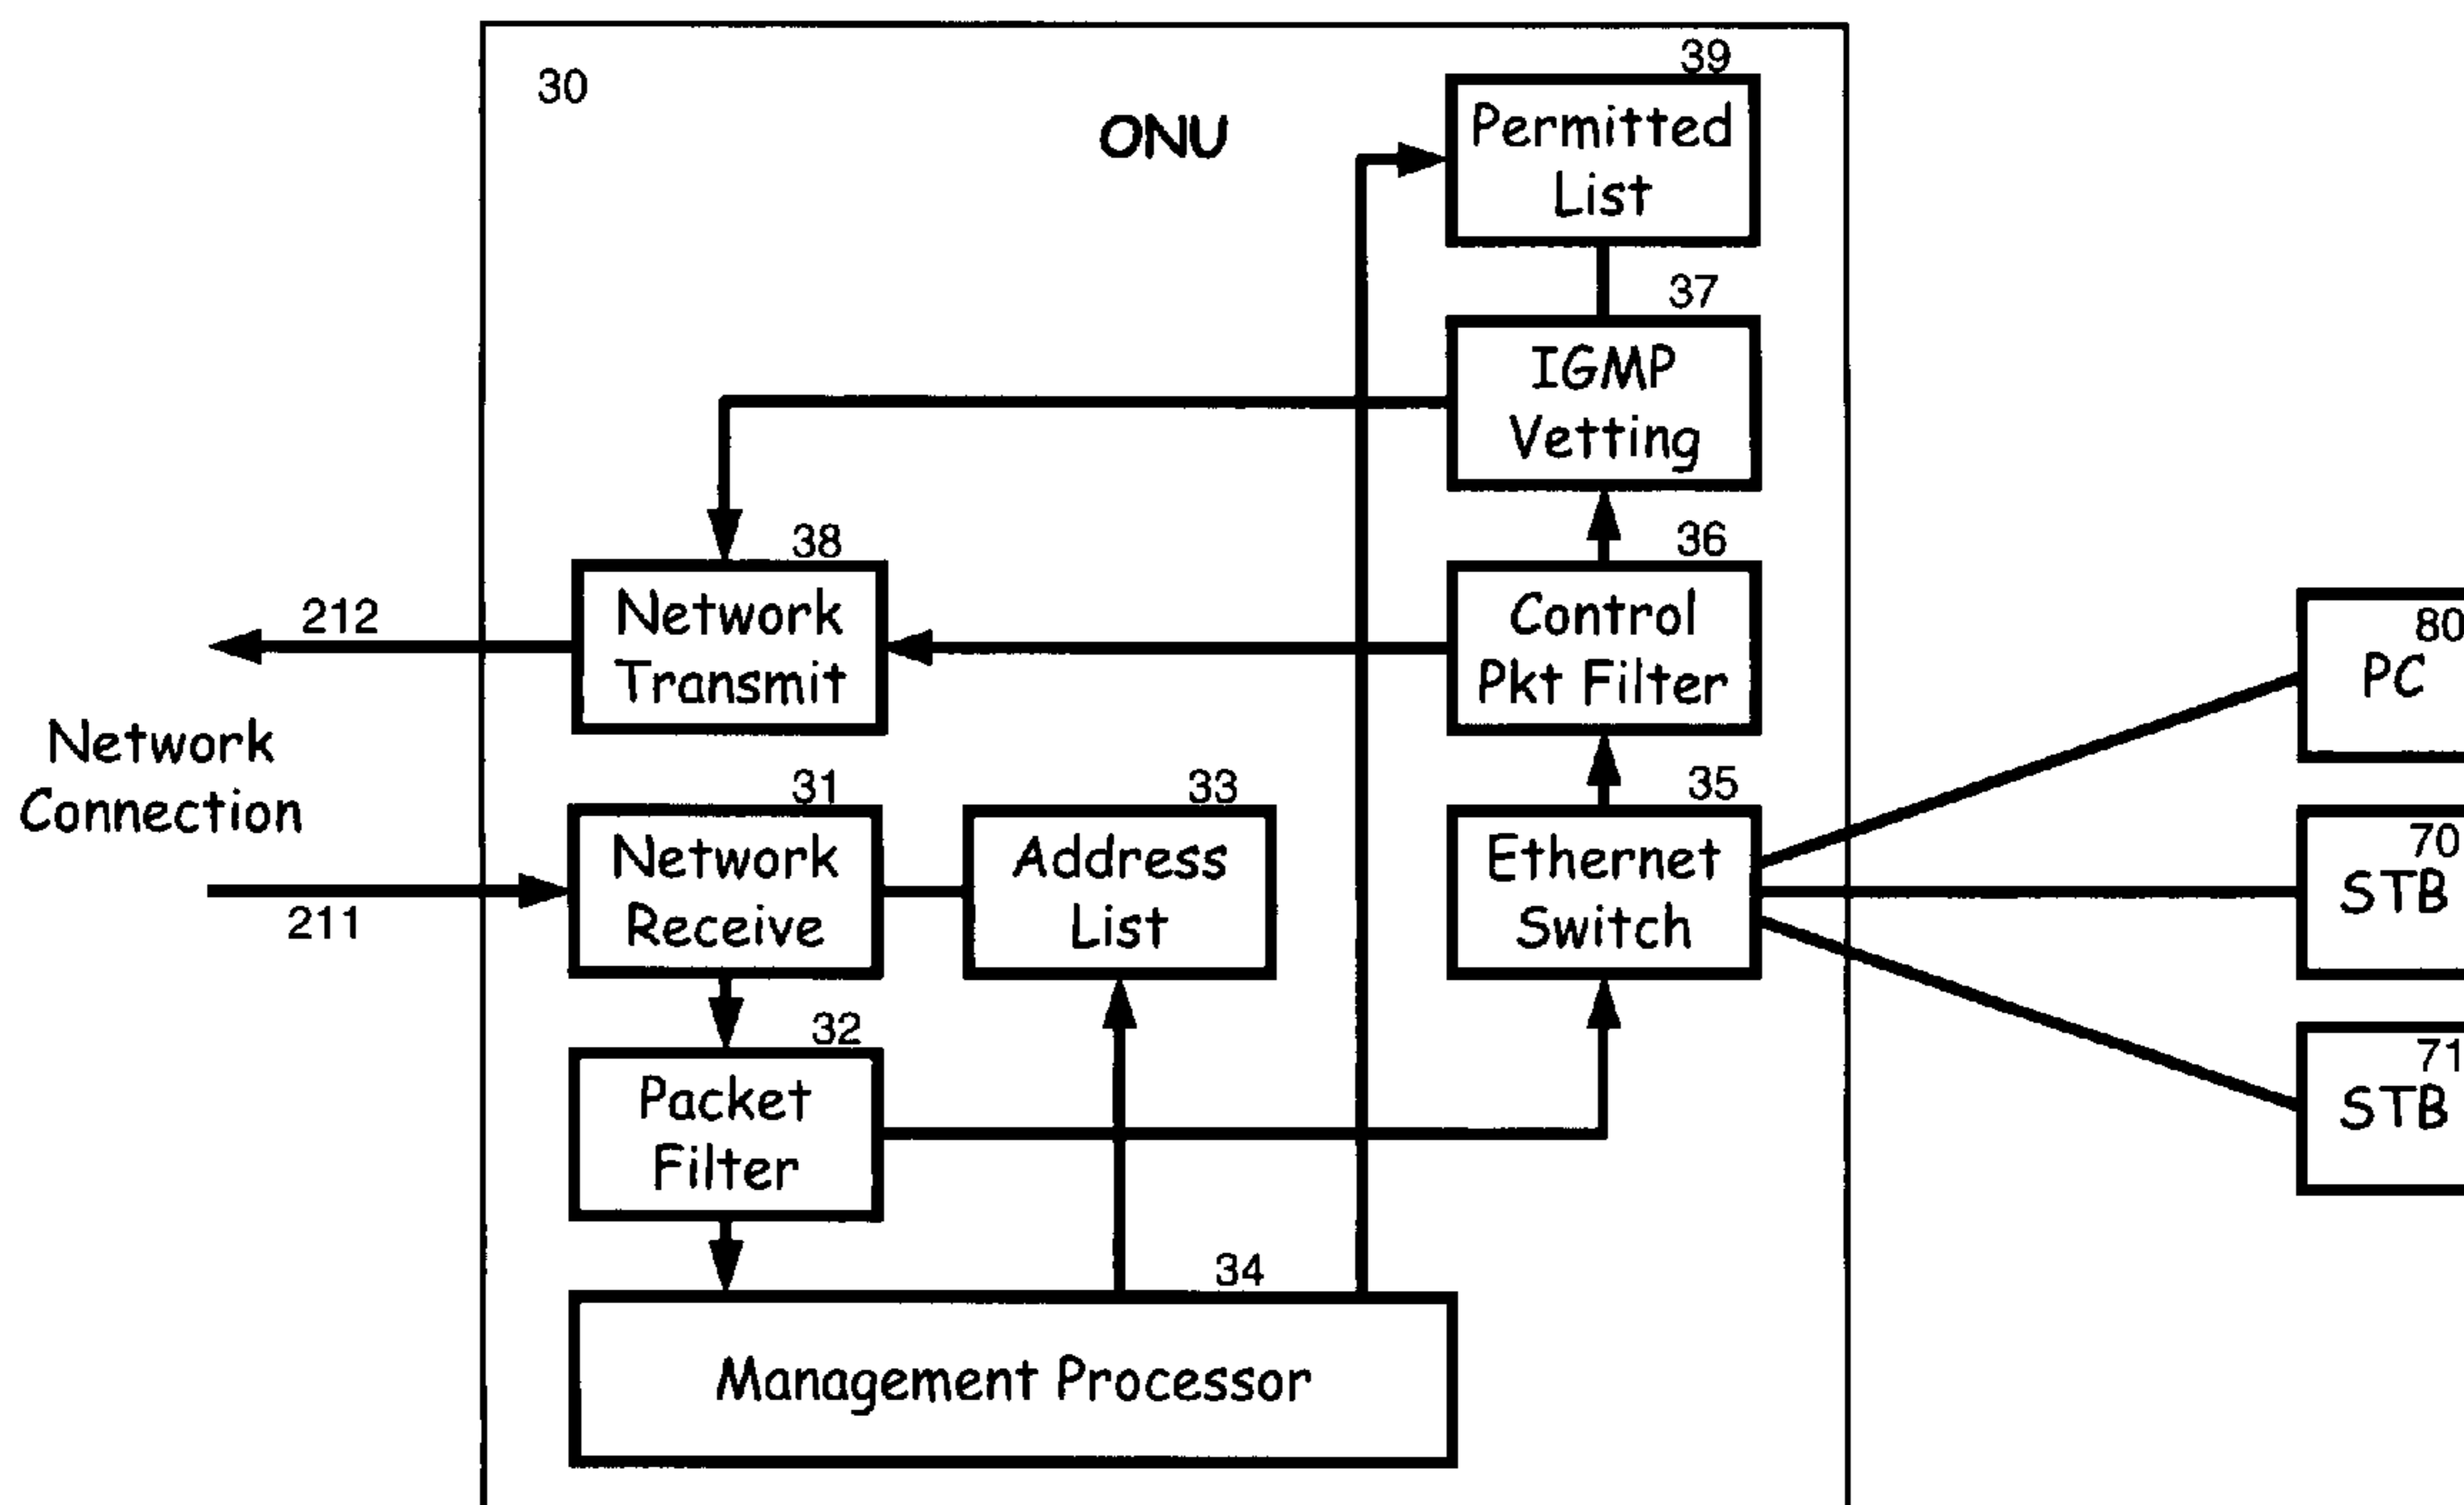 30
ONU
39
Permitted
List
37
IGMP
Vetting
38
Network
Transmit
36
Control
Pkt Filter
212
Network
Connection
211
31
Network
Receive
33
Address
List
35
Ethernet
Switch
80
PC
70
STB
71
STB
32
Packet
Filter
34
Management Processor